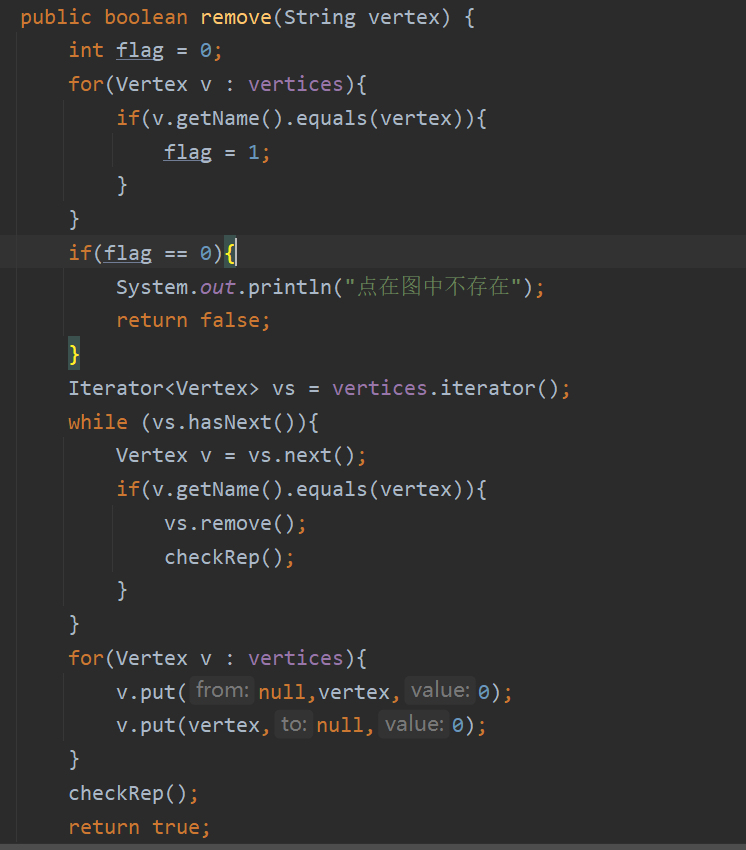 public boolean remove(String vertex) {
    int flag = 0;
    for(Vertex v : vertices){
        if(v.getName().equals(vertex)){
            flag = 1;
        }
    }
    if(flag == 0){
        System.out.println("点在图中不存在");
        return false;
    }
    Iterator<Vertex> vs = vertices.iterator();
    while (vs.hasNext()){
        Vertex v = vs.next();
        if(v.getName().equals(vertex)){
            vs.remove();
            checkRep();
        }
    }
    for(Vertex v : vertices){
        v.put( from: null,vertex, value: 0);
        v.put(vertex, to: null, value: 0);
    }
    checkRep();
    return true;